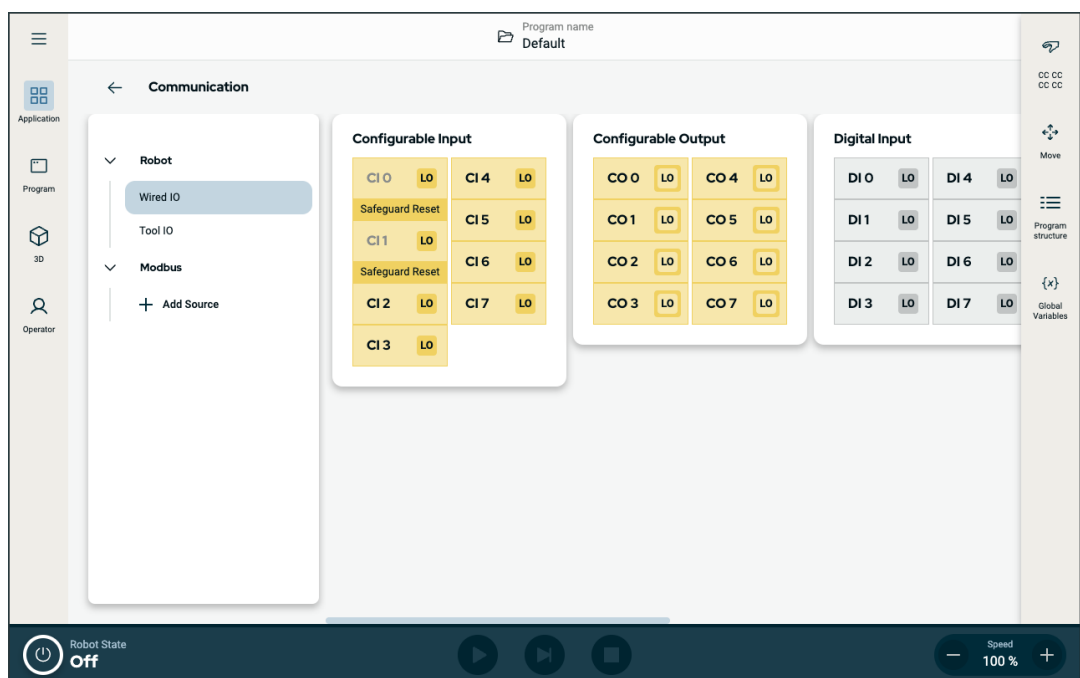 Program name
Default
CC CC
CC CC
Communication
Application
Program
3D
Operator
Robot
Wired IO
Tool IO
Modbus
Add Source
Configurable Input
CI 0 LO CI 4 LO
Safeguard Reset
CI 5 LO
CI 1 LO
Safeguard Reset
CI 6 LO
CI 2 LO CI 7 LO
CI 3 LO
Configurable Output
CO 0 LO CO 4 LO
CO 1 LO CO 5 LO
CO 2 LO CO 6 LO
CO 3 LO CO 7 LO
Digital Input
DI 0 LO DI 4 LO
DI 1 LO DI 5 LO
DI 2 LO DI 6 LO
DI 3 LO DI 7 LO
Move
Program
structure
{x}
Global
Variables
Robot State
Off
Speed
100 %